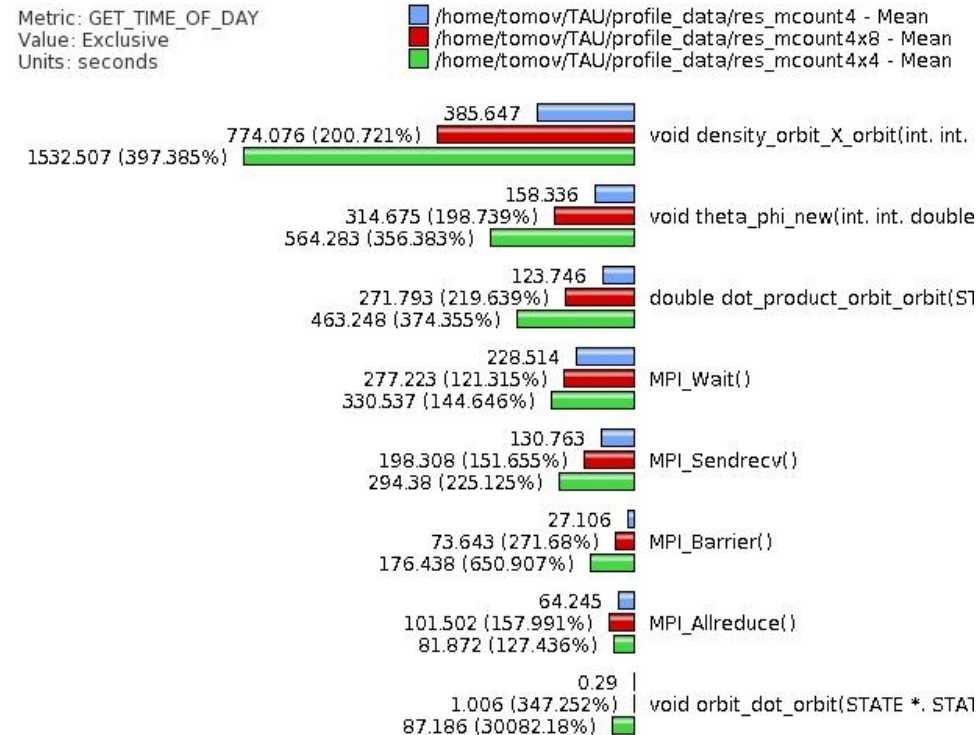 Metric: GET_TIME_OF_DAY
Value: Exclusive
Units: seconds
/home/tomov/TAU/profile_data/res_mcount4 - Mean
/home/tomov/TAU/profile_data/res_mcount4x8 - Mean
/home/tomov/TAU/profile_data/res_mcount4x4 - Mean
385.647
774.076 (200.721%) void density_orbit_X_orbit(int. int.
1532.507 (397.385%)
158.336
314.675 (198.739%) void theta_phi_new(int. int. double
564.283 (356.383%)
123.746
271.793 (219.639%) double dot_product_orbit_orbit(ST
463.248 (374.355%)
228.514
277.223 (121.315%) MPI_Wait()
330.537 (144.646%)
130.763
198.308 (151.655%) MPI_Sendrecv()
294.38 (225.125%)
27.106
73.643 (271.68%) MPI_Barrier()
176.438 (650.907%)
64.245
101.502 (157.991%) MPI_Allreduce()
81.872 (127.436%)
0.29
1.006 (347.252%) void orbit_dot_orbit(STATE *. STAT
87.186 (30082.18%)